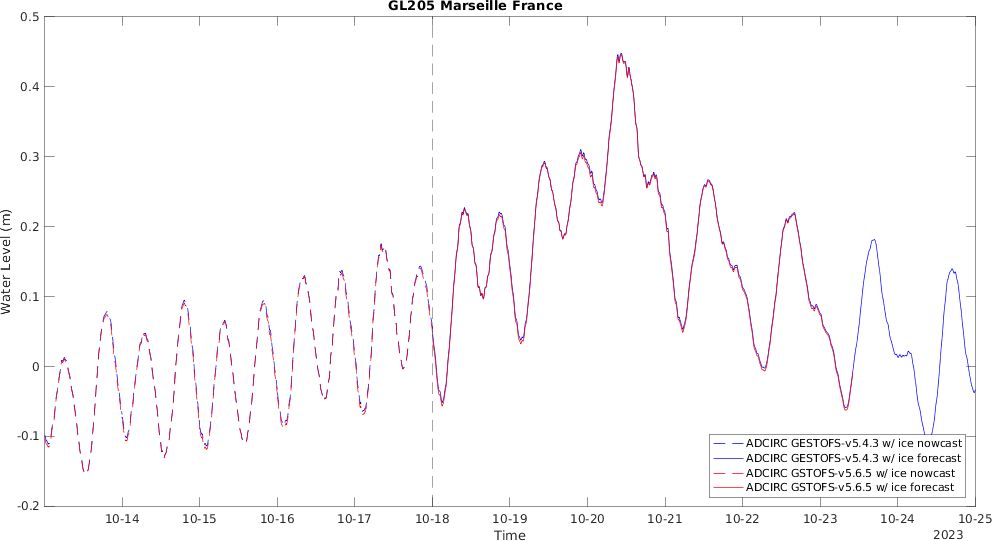 GL205 Marseille France
0.5
0.4
0.3
0.2
0.1
0
-0.1
-0.2
Water Level (m)
10-14 10-15 10-16 10-17 10-18 10-19 10-20 10-21 10-22 10-23 10-24 10-25
Time
2023
ADCIRC GESTOFS-v5.4.3 w/ ice nowcast
ADCIRC GESTOFS-v5.4.3 w/ ice forecast
ADCIRC GSTOFS-v5.6.5 w/ ice nowcast
ADCIRC GSTOFS-v5.6.5 w/ ice forecast